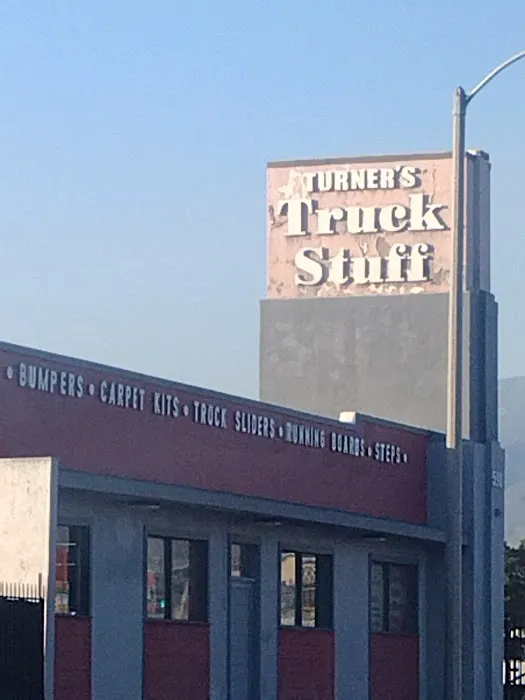 TURNER'S
Truck
Stuff
• BUMPERS • CARPET KITS • TRUCK SLIDERS • RUNNING BOARDS • STEPS •